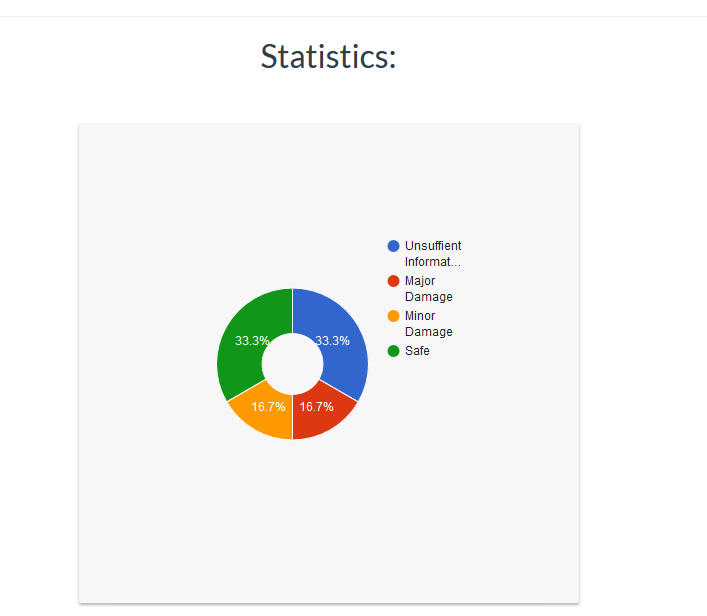 Statistics:
Unsuffient
Informat...
Major
Damage
Minor
Damage
Safe
33.3%
33.3%
16.7%
16.7%